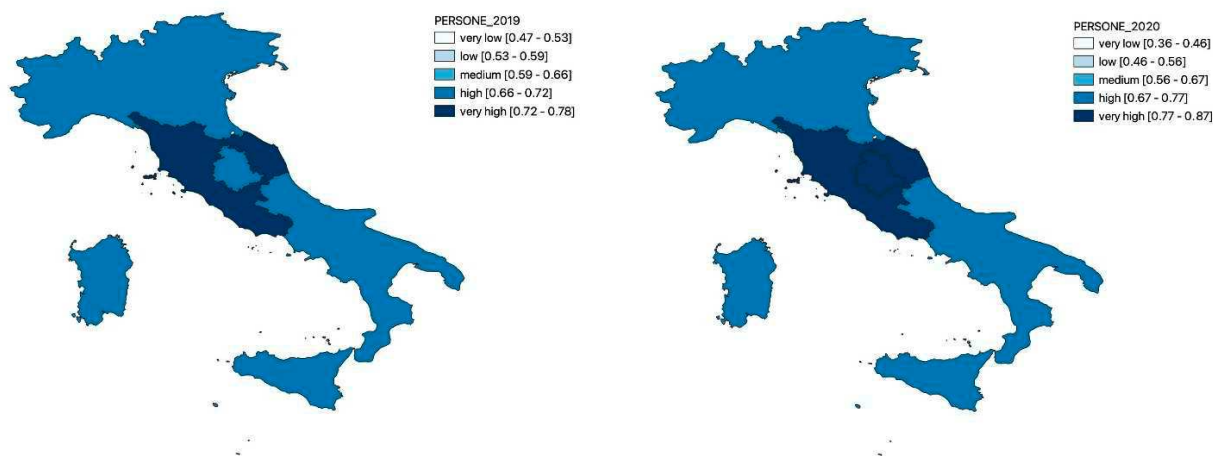 PERSONE_2019
very low [0.47 - 0.53]
low [0.53 - 0.59]
medium [0.59 - 0.66]
high [0.66 - 0.72]
very high [0.72 - 0.78]
PERSONE_2020
very low [0.36 - 0.46]
low [0.46 - 0.56]
medium [0.56 - 0.67]
high [0.67 - 0.77]
very high [0.77 - 0.87]